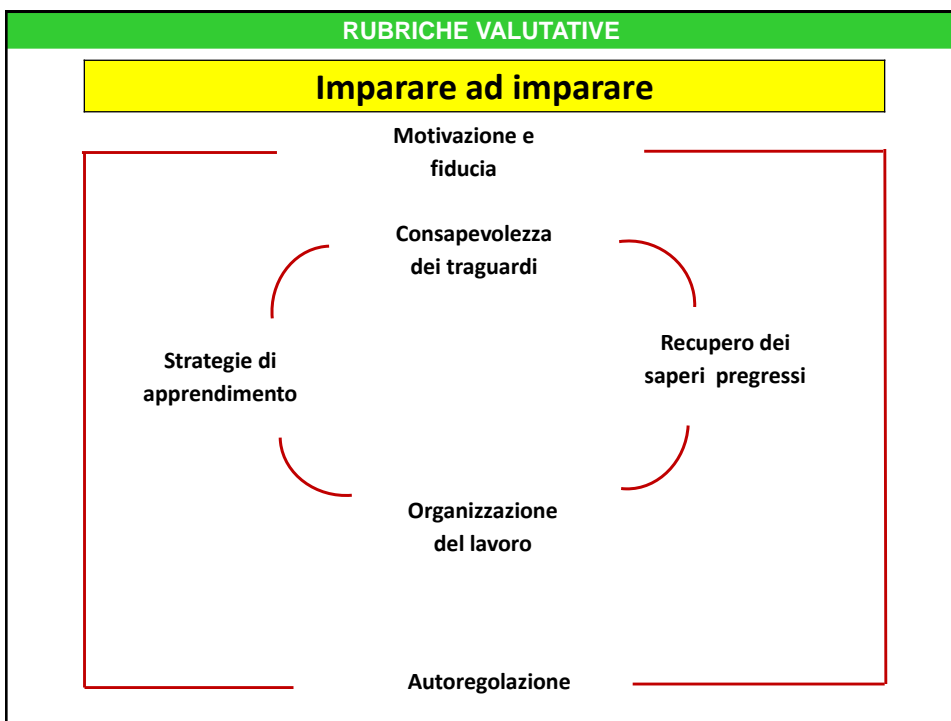 RUBRICHE VALUTATIVE
Imparare ad imparare
Motivazione e
fiducia
Consapevolezza
dei traguardi
Strategie di
apprendimento
Recupero dei
saperi pregressi
Organizzazione
del lavoro
Autoregolazione